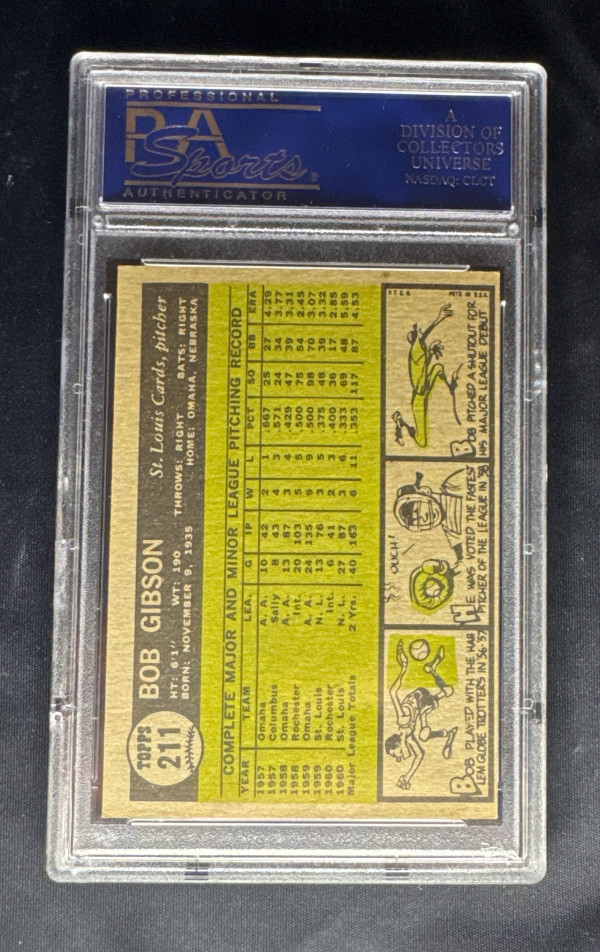 PROFESSIONAL
PSA
Sports®
AUTHENTICATOR
A
DIVISION OF
COLLECTORS
UNIVERSE
NASDAQ: CLCT
TOPPS
211
BOB GIBSON St. Louis Cards, pitcher
HT: 6'1" WT: 190 THROWS: RIGHT BATS: RIGHT
BORN: NOVEMBER 9, 1935 HOME: OMAHA, NEBRASKA
COMPLETE MAJOR AND MINOR LEAGUE PITCHING RECORD
YEAR TEAM LEA. G IP W L PCT SO BB ERA
1957 Omaha A. A. 10 42 2 1 .667 25 27 4.29
1957 Columbus Sally 8 43 4 3 .571 24 34 3.77
1958 Omaha A. A. 13 87 3 4 .429 47 39 3.31
1958 Rochester Int. 20 103 5 5 .500 75 54 2.45
1959 Omaha A. A. 24 135 9 9 .500 98 70 3.07
1959 St. Louis N. L. 13 76 3 5 .375 48 39 3.32
1960 Rochester Int. 6 41 2 3 .400 36 17 2.85
1960 St. Louis N. L. 27 87 3 6 .333 69 48 5.59
Major League Totals 2 Yrs. 40 163 6 11 .353 117 87 4.53
BOB PLAYED WITH THE HAR
LEM GLOBE TROTTERS IN '56-'57
OUCH!
HE WAS VOTED THE FASTEST
PITCHER OF THE LEAGUE IN '58
©T.C.G. PRTD. IN U.S.A.
BOB PITCHED A SHUTOUT FOR
HIS MAJOR LEAGUE DEBUT